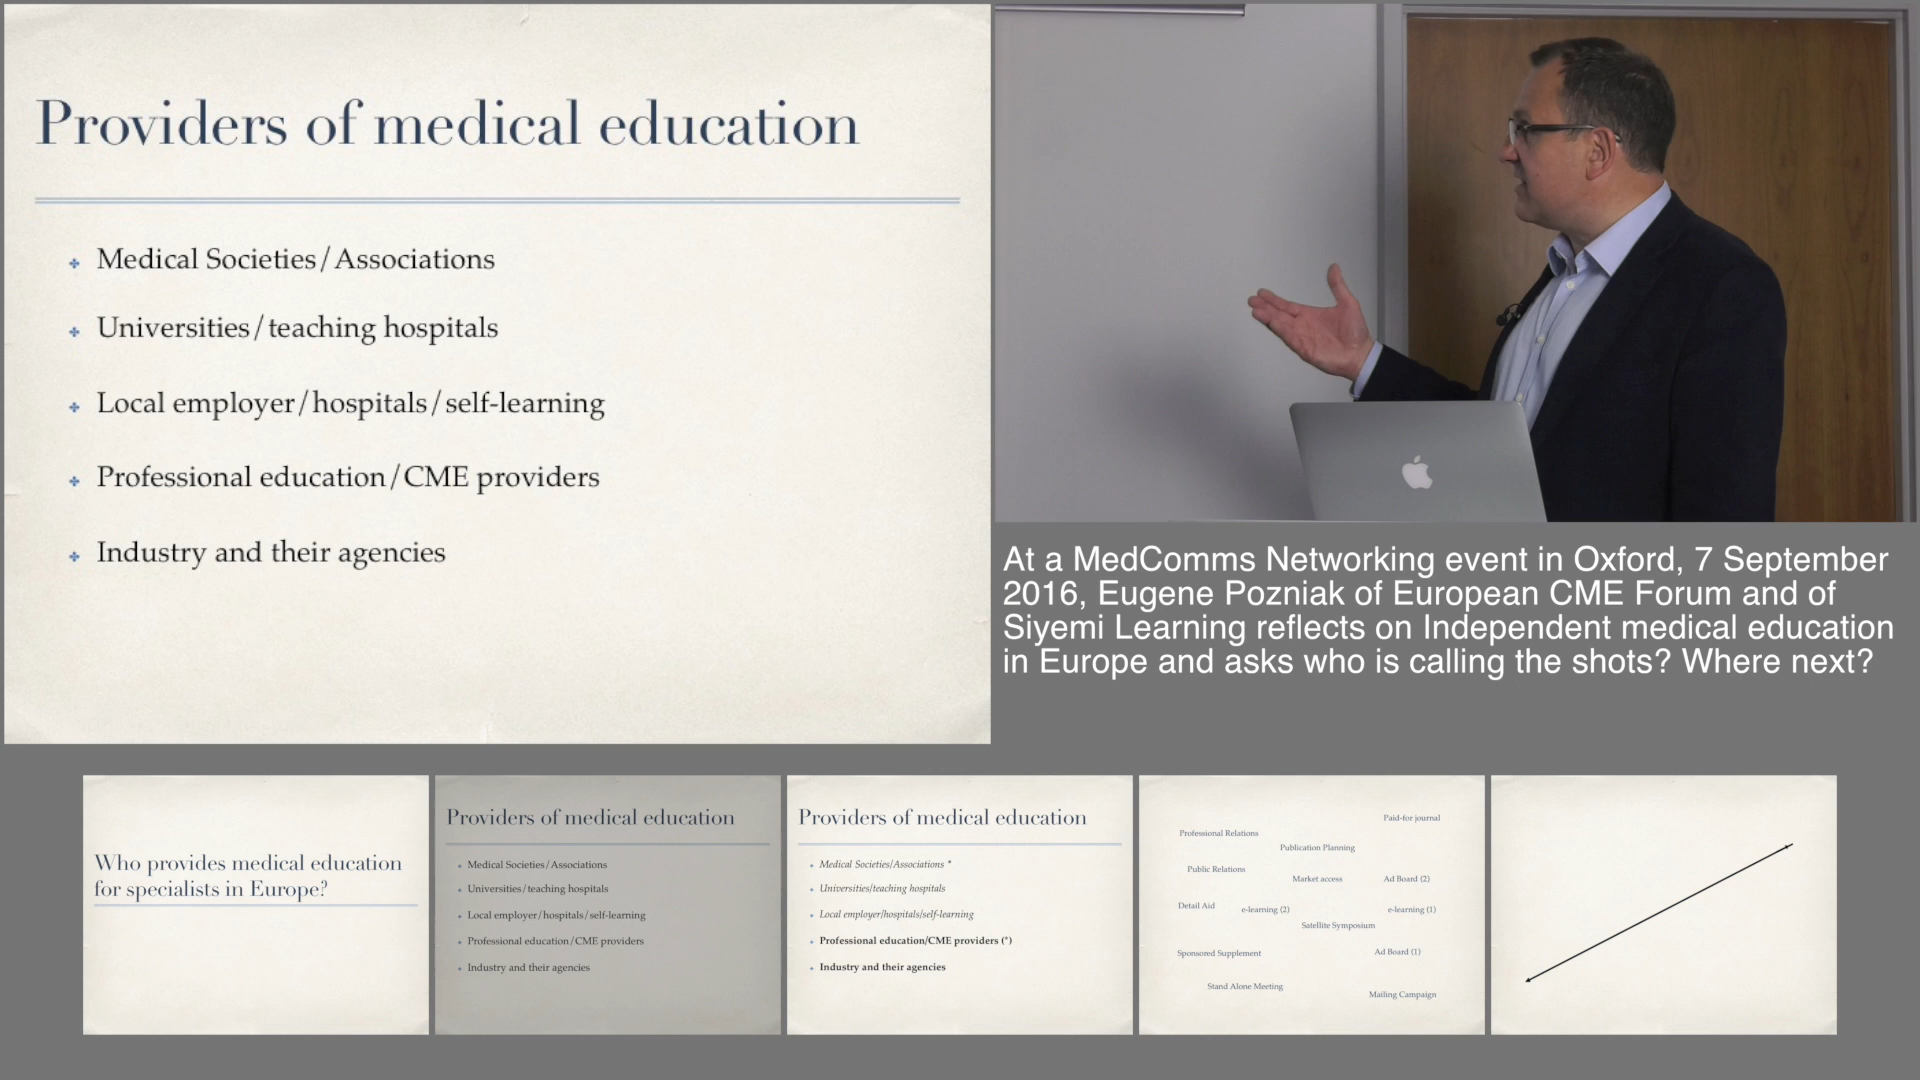 Providers of medical education
Medical Societies/Associations
Universities/teaching hospitals
Local employer/hospitals/self-learning
Professional education/CME providers
Industry and their agencies
At a MedComms Networking event in Oxford, 7 September
2016, Eugene Pozniak of European CME Forum and of
Siyemi Learning reflects on Independent medical education
in Europe and asks who is calling the shots? Where next?
Who provides medical education
for specialists in Europe?
Providers of medical education
Medical Societies/Associations
Universities/teaching hospitals
Local employer/hospitals/self-learning
Professional education/CME providers
Industry and their agencies
Providers of medical education
Medical Societies/Associations *
Universities/teaching hospitals
Local employer/hospitals/self-learning
Professional education/CME providers (*)
Industry and their agencies
Paid-for journal
Professional Relations
Publication Planning
Public Relations
Market access
Ad Board (2)
Detail Aid
e-learning (2)
e-learning (1)
Satellite Symposium
Sponsored Supplement
Ad Board (1)
Stand Alone Meeting
Mailing Campaign